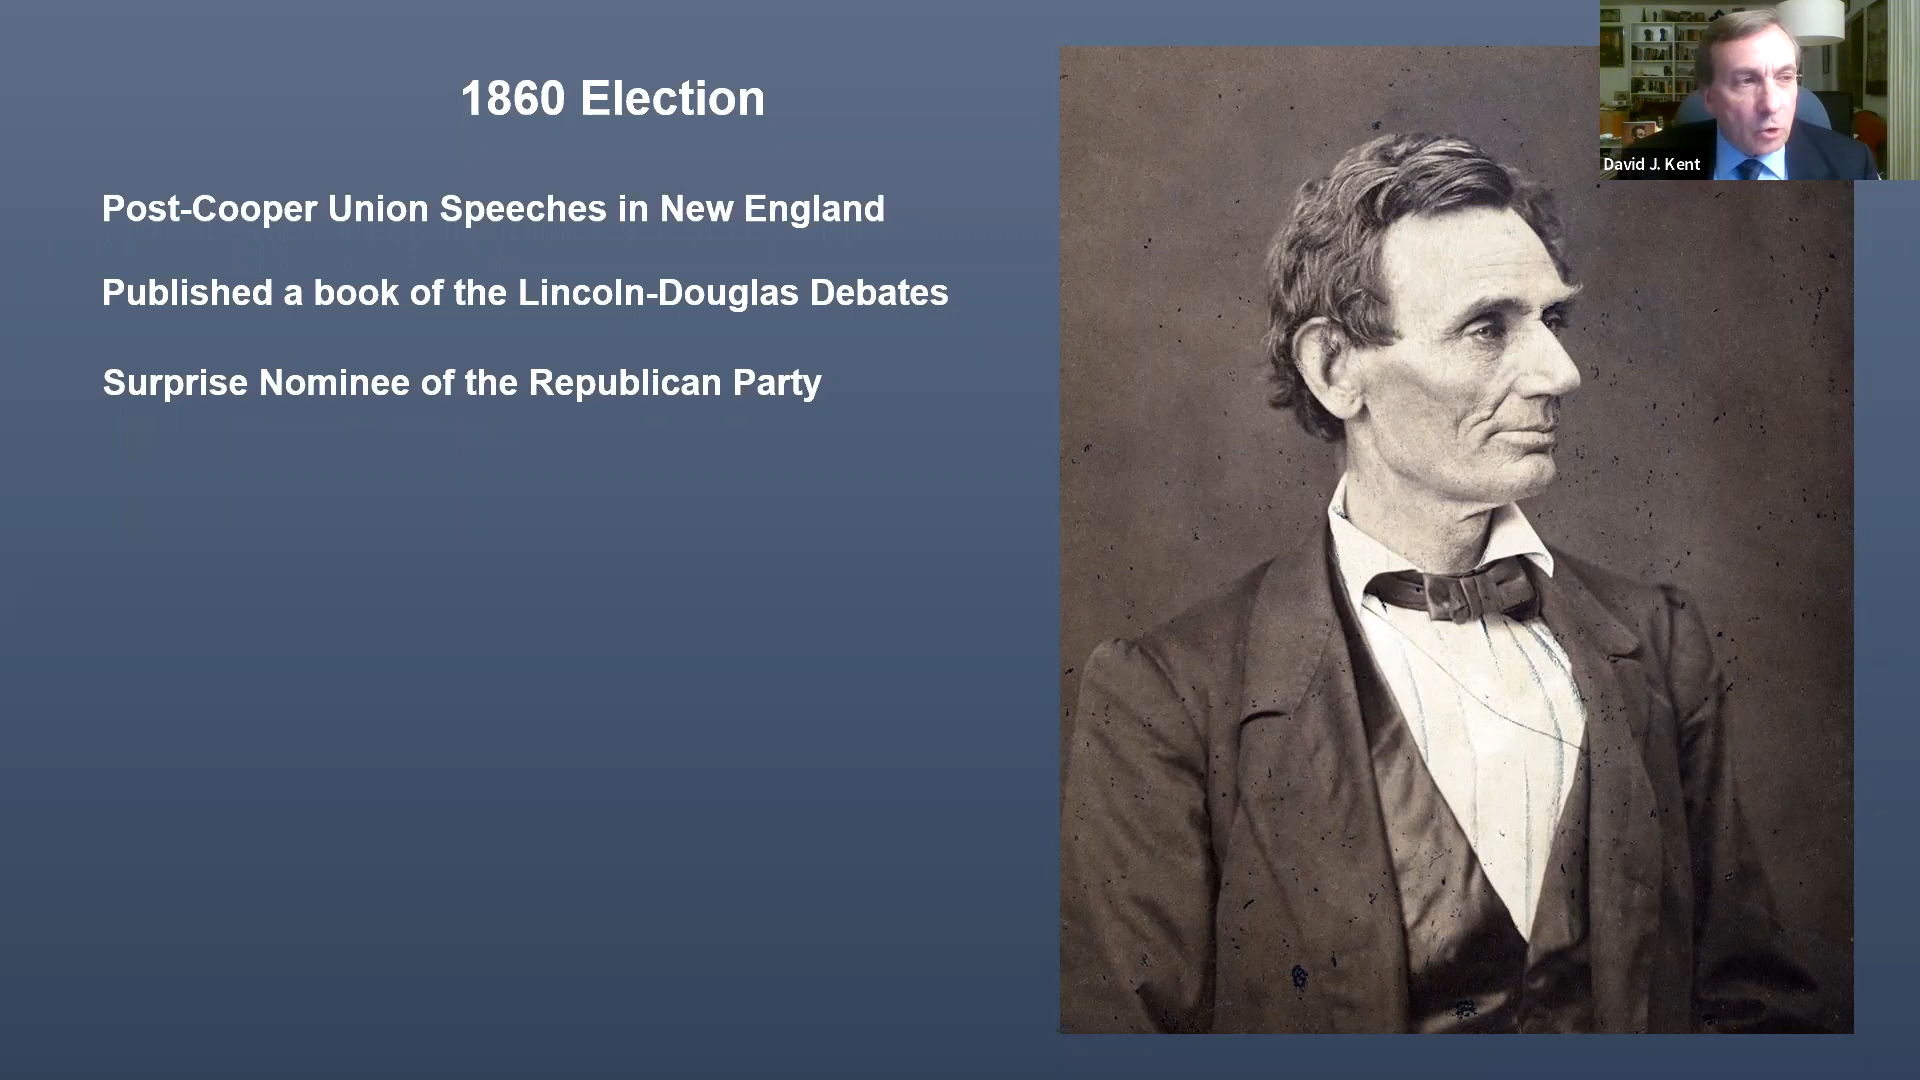 1860 Election
Post-Cooper Union Speeches in New England
Published a book of the Lincoln-Douglas Debates
Surprise Nominee of the Republican Party
David J. Kent